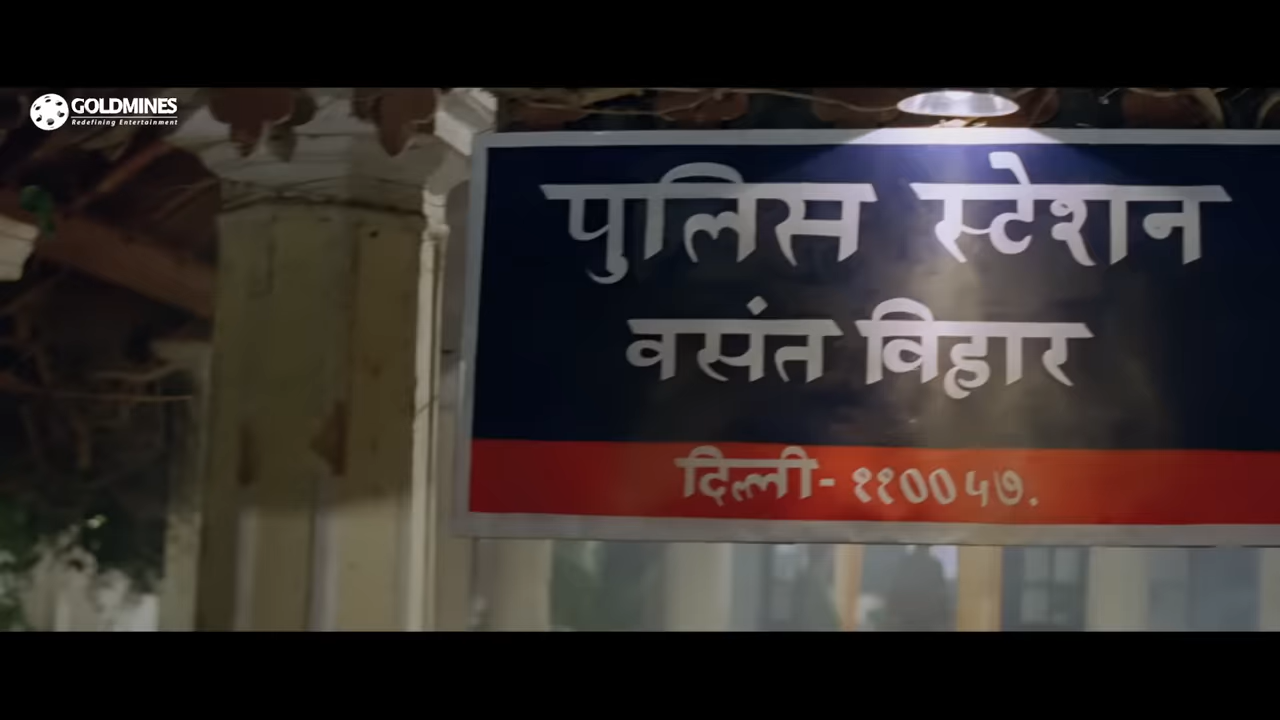 GOLDMINES
Redefining Entertainment
पुलिस स्टेशन
वसंत विहार
दिल्ली- ११००५७.